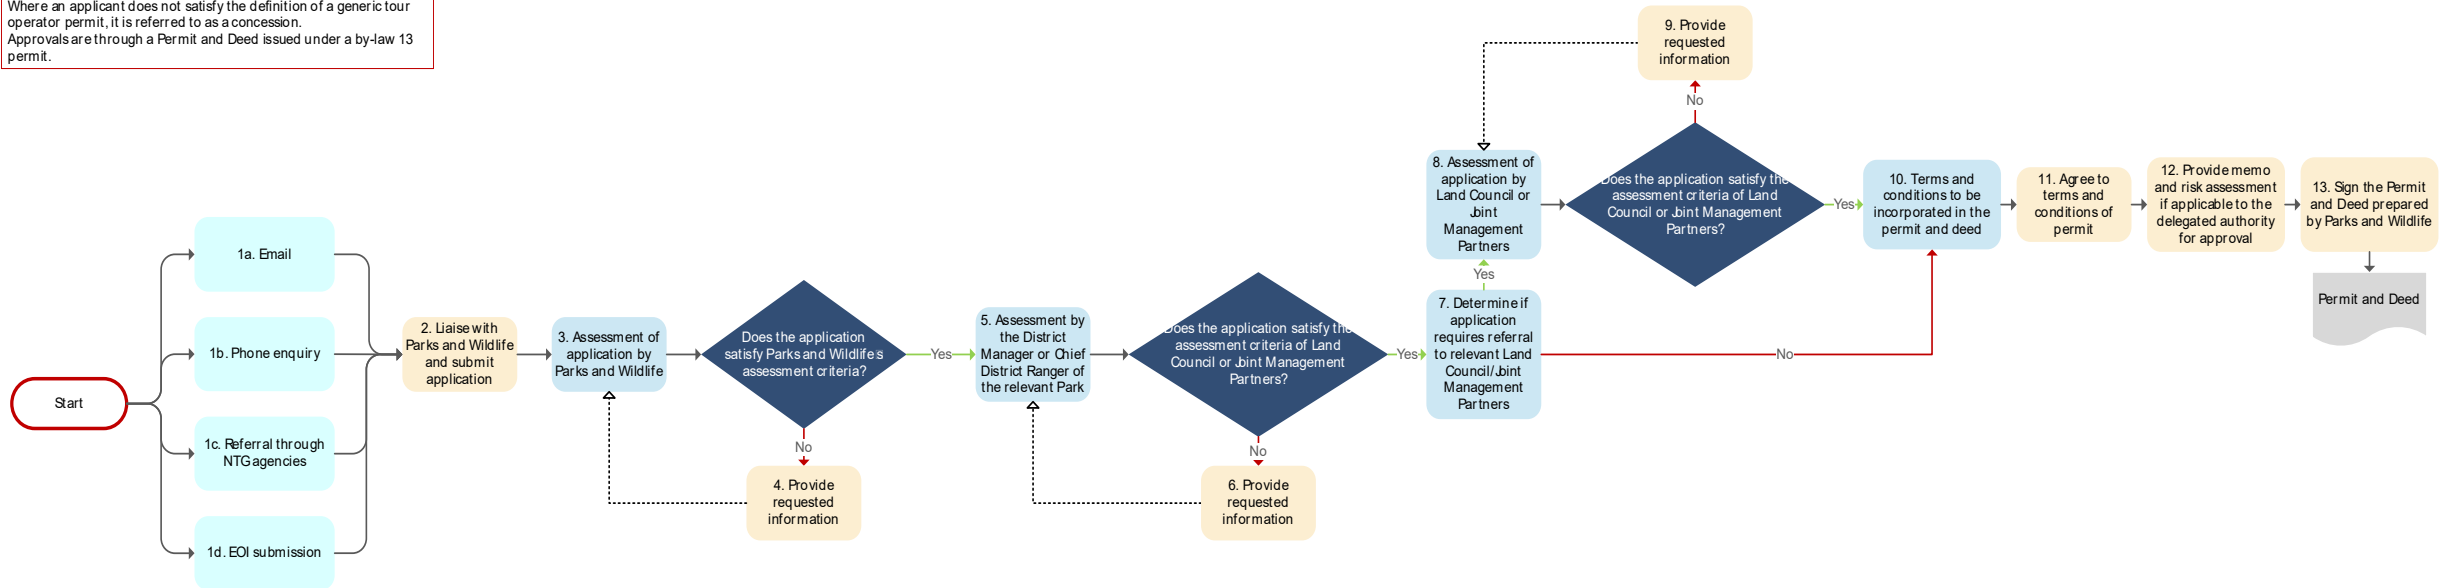 Where an applicant does not satisfy the definition of a generic tour
operator permit, it is referred to as a concession.
Approvals are through a Permit and Deed issued under a by-law 13
permit.
Start
1a. Email
1b. Phone enquiry
1c. Referral through
NTG agencies
1d. EOI submission
2. Liaise with
Parks and Wildlife
and submit
application
3. Assessment of
application by
Parks and Wildlife
Does the application
satisfy Parks and Wildlife's
assessment criteria?
No
4. Provide
requested
information
Yes
5. Assessment by
the District
Manager or Chief
District Ranger of
the relevant Park
Does the application satisfy the
assessment criteria of Land
Council or Joint Management
Partners?
No
6. Provide
requested
information
Yes
7. Determine if
application
requires referral
to relevant Land
Council/Joint
Management
Partners
No
Yes
8. Assessment of
application by
Land Council or
Joint
Management
Partners
Does the application satisfy the
assessment criteria of Land
Council or Joint Management
Partners?
No
9. Provide
requested
information
Yes
10. Terms and
conditions to be
incorporated in the
permit and deed
11. Agree to
terms and
conditions of
permit
12. Provide memo
and risk assessment
if applicable to the
delegated authority
for approval
13. Sign the Permit
and Deed prepared
by Parks and Wildlife
Permit and Deed